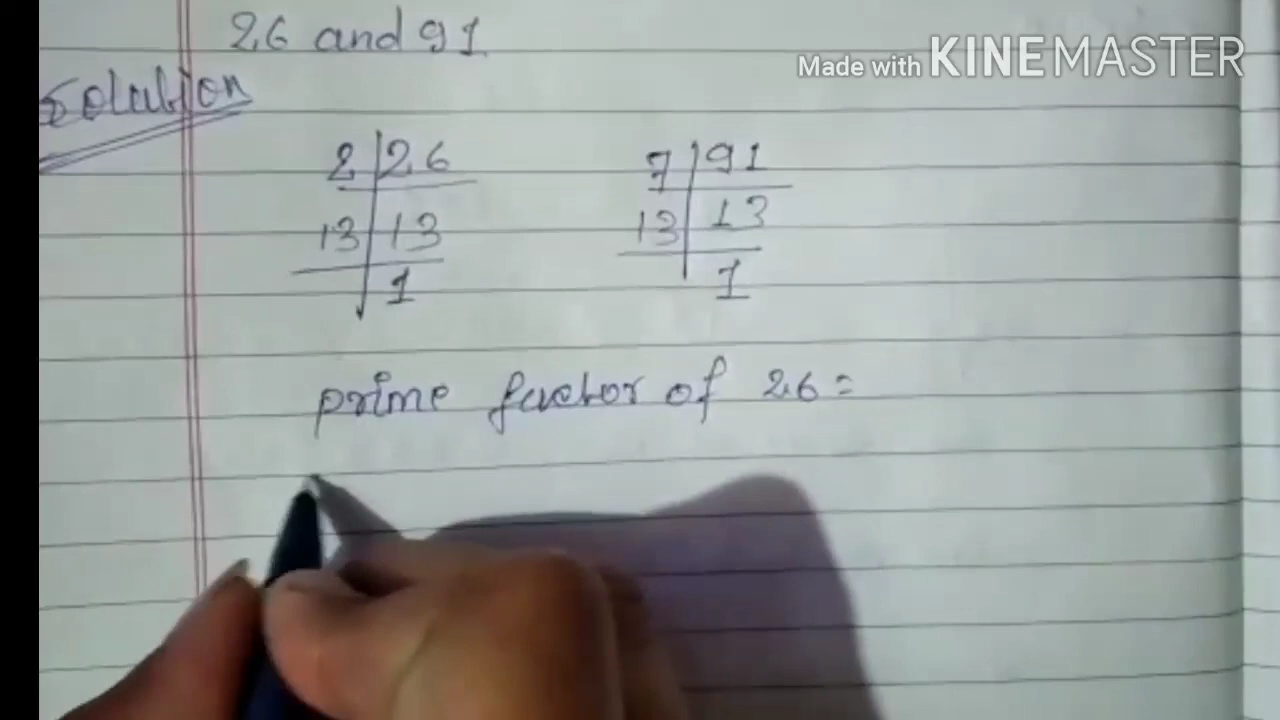 26 and 91
Made with KINEMASTER
Solution
2 26 7 91
13 13 13 13
1 1
prime factor of 26 =